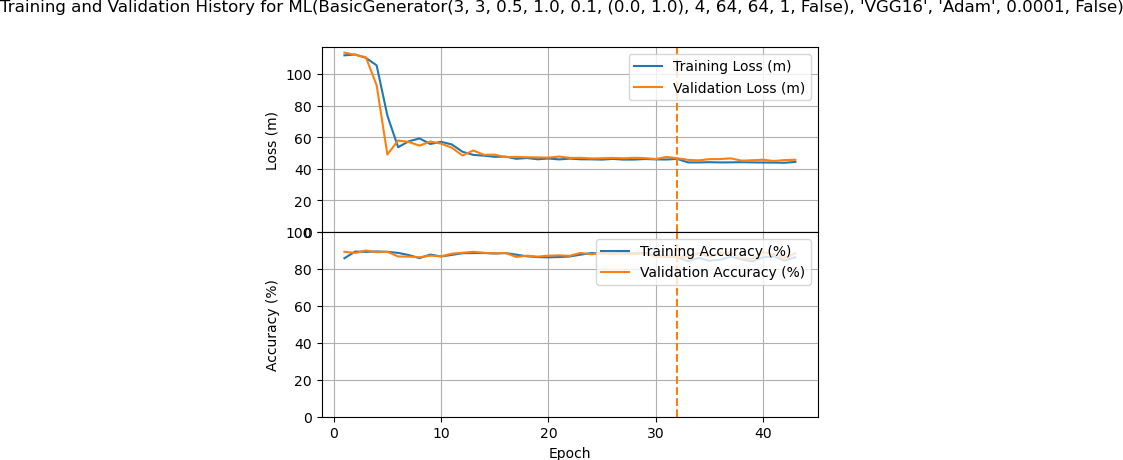 Training and Validation History for ML(BasicGenerator(3, 3, 0.5, 1.0, 0.1, (0.0, 1.0), 4, 64, 64, 1, False), 'VGG16', 'Adam', 0.0001, False)
Training Loss (m)
Validation Loss (m)
Loss (m)
100
80
60
40
20
0
Training Accuracy (%)
Validation Accuracy (%)
Accuracy (%)
100
80
60
40
20
0
0 10 20 30 40
Epoch